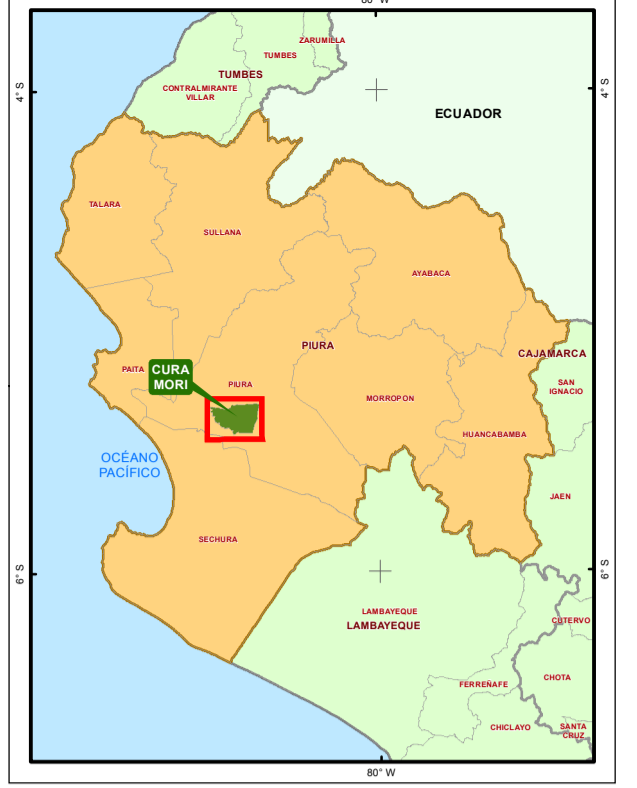 80° W
ZARUMILLA
TUMBES
TUMBES
CONTRALMIRANTE
VILLAR
4° S
4° S
ECUADOR
TALARA
SULLANA
AYABACA
PIURA
CAJAMARCA
PAITA
CURA
MORI
PIURA
SAN
IGNACIO
MORROPON
HUANCABAMBA
OCÉANO
PACÍFICO
JAEN
SECHURA
6° S
6° S
LAMBAYEQUE
LAMBAYEQUE
CUTERVO
FERREÑAFE
CHOTA
CHICLAYO
SANTA
CRUZ
80° W